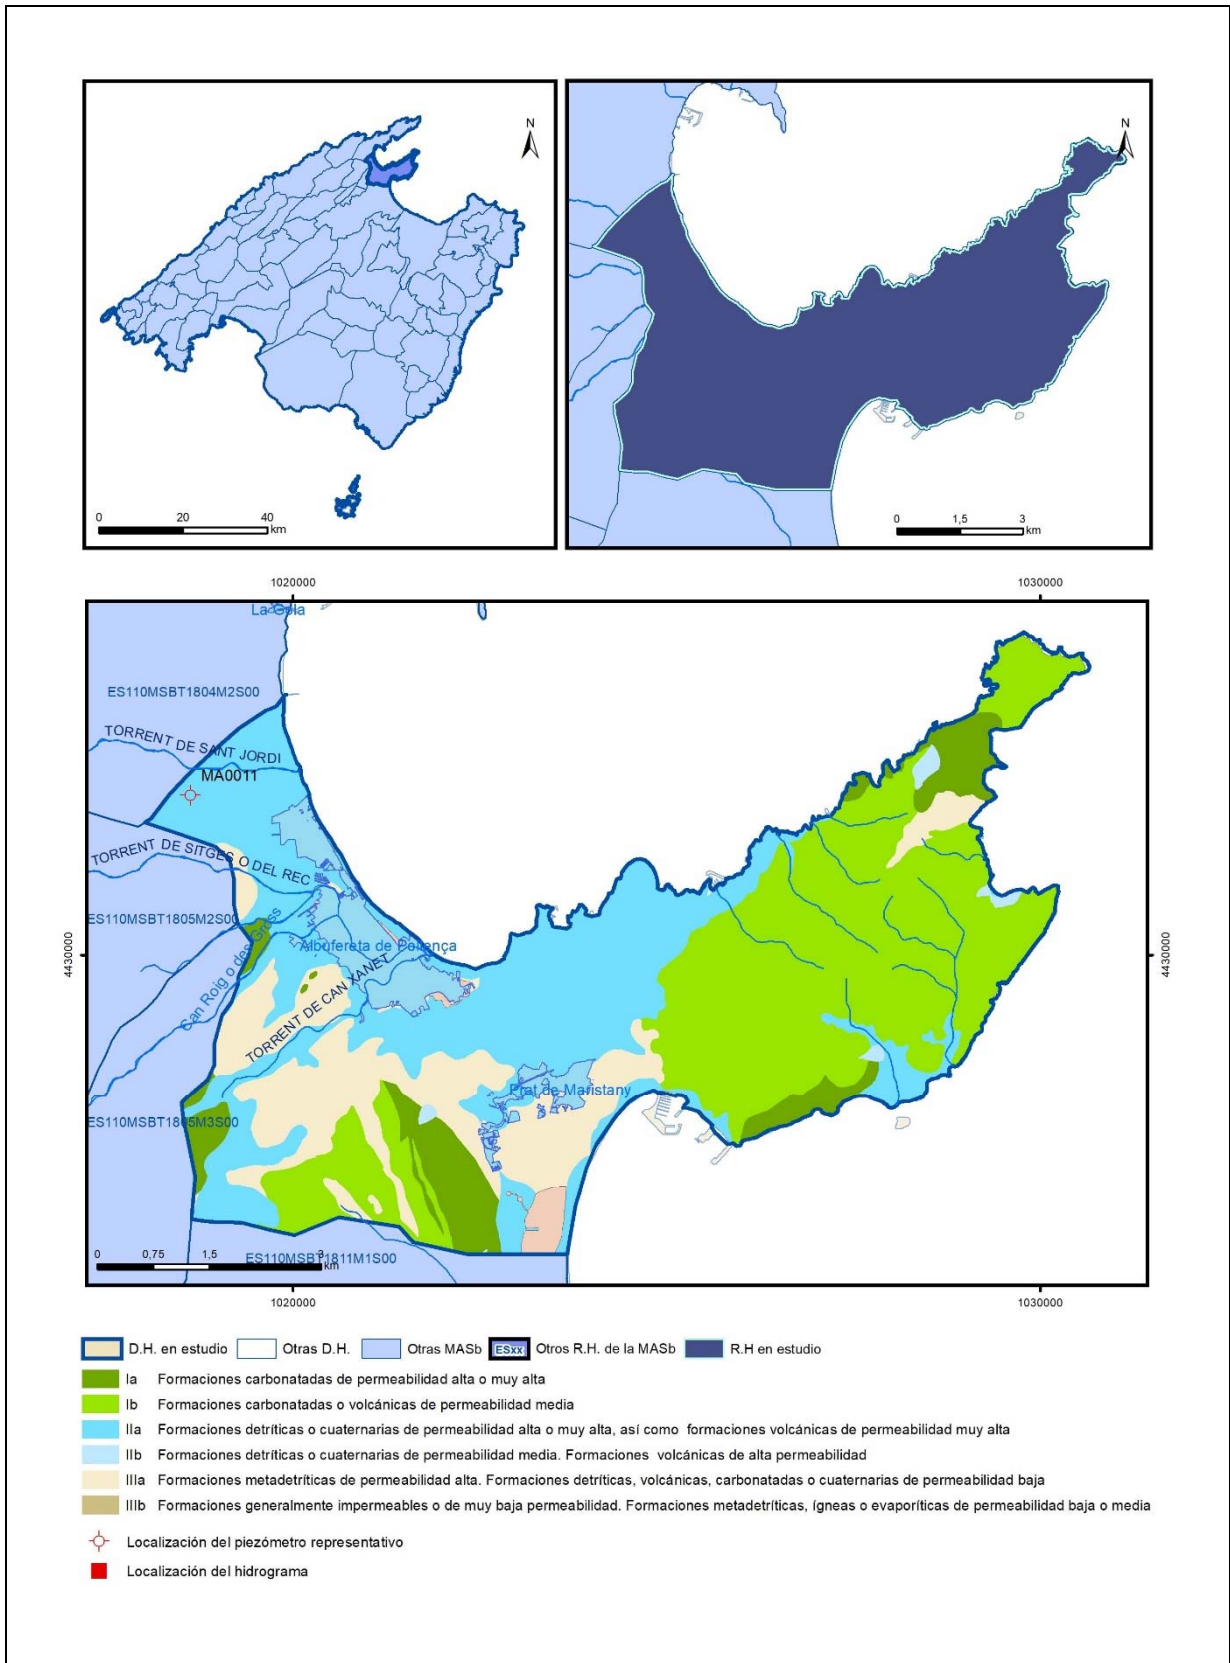 N
0 20 40
km
N
0 1,5 3
km
1020000 1030000
La Gola
ES110MSBT1804M2S00
TORRENT DE SANT JORDI
MA0011
TORRENT DE SITGES O DEL REC
ES110MSBT1805M2S00
Can Roig o des Gross
Albufereta de Pollença
4430000
4430000
TORRENT DE CAN XANET
Prat de Maristany
ES110MSBT1805M3S00
0 0,75 1,5 3
km
ES110MSBT1811M1S00
1020000 1030000
D.H. en estudio Otras D.H. Otras MASb ESxx Otros R.H. de la MASb R.H en estudio
Ia Formaciones carbonatadas de permeabilidad alta o muy alta
Ib Formaciones carbonatadas o volcánicas de permeabilidad media
IIa Formaciones detríticas o cuaternarias de permeabilidad alta o muy alta, así como formaciones volcánicas de permeabilidad muy alta
IIb Formaciones detríticas o cuaternarias de permeabilidad media. Formaciones volcánicas de alta permeabilidad
IIIa Formaciones metadetríticas de permeabilidad alta. Formaciones detríticas, volcánicas, carbonatadas o cuaternarias de permeabilidad baja
IIIb Formaciones generalmente impermeables o de muy baja permeabilidad. Formaciones metadetríticas, ígneas o evaporíticas de permeabilidad baja o media
Localización del piezómetro representativo
Localización del hidrograma